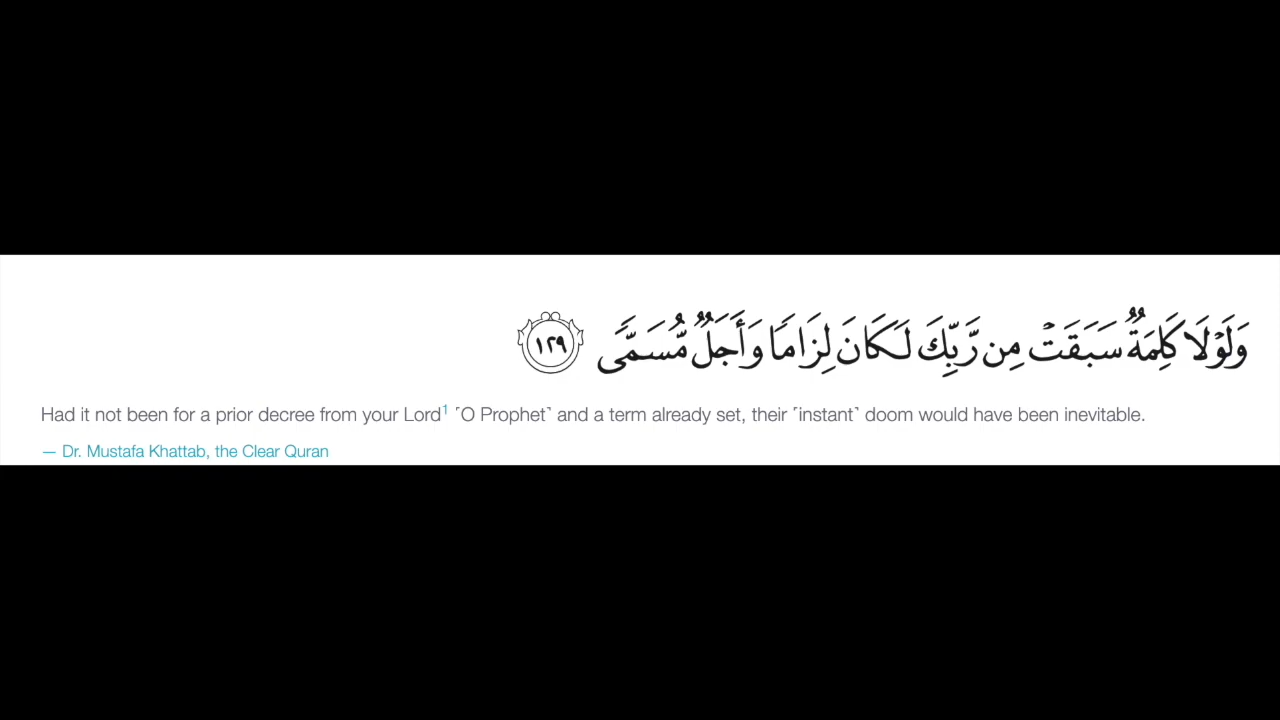 وَلَوْلَا كَلِمَةٌ سَبَقَتْ مِن رَّبِّكَ لَكَانَ لِزَامًا وَأَجَلٌ مُّسَمًّى ١٢٩
Had it not been for a prior decree from your Lord¹ ˹O Prophet˺ and a term already set, their ˹instant˺ doom would have been inevitable.
— Dr. Mustafa Khattab, the Clear Quran